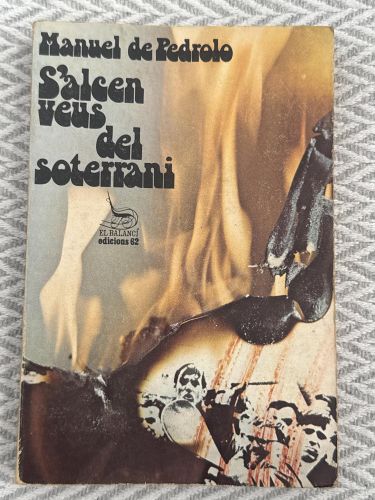 Manuel de Pedrolo
S'alcen
veus
del
soterrani
EL BALANCÍ
edicions 62